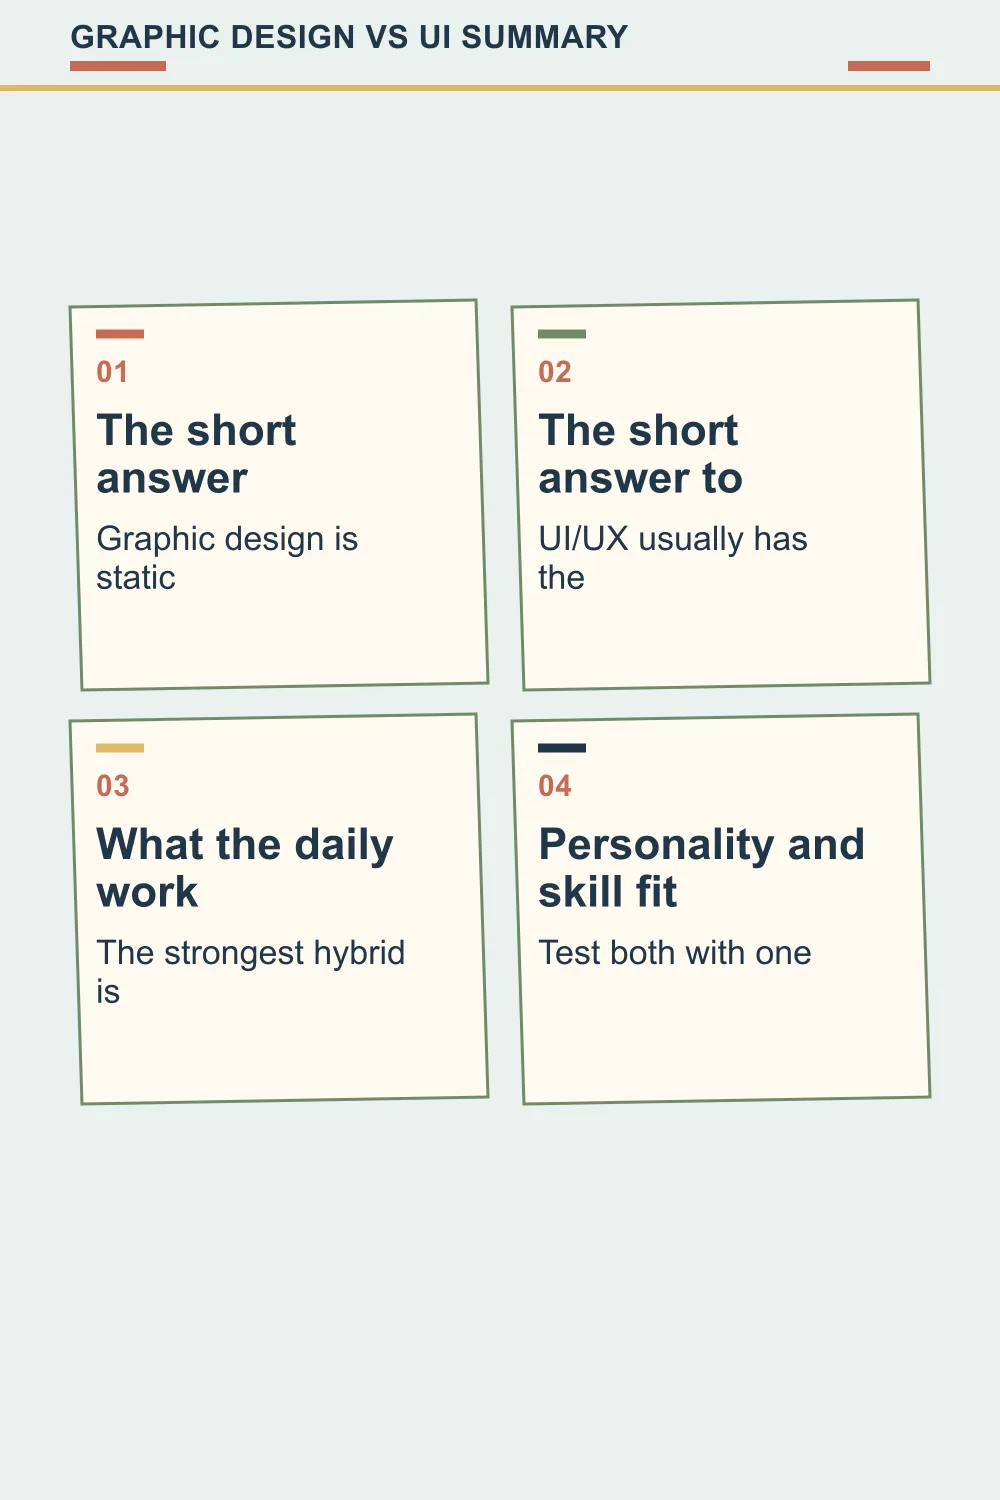 GRAPHIC DESIGN VS UI SUMMARY
01
The short
answer
Graphic design is
static
02
The short
answer to
UI/UX usually has
the
03
What the daily
work
The strongest hybrid
is
04
Personality and
skill fit
Test both with one